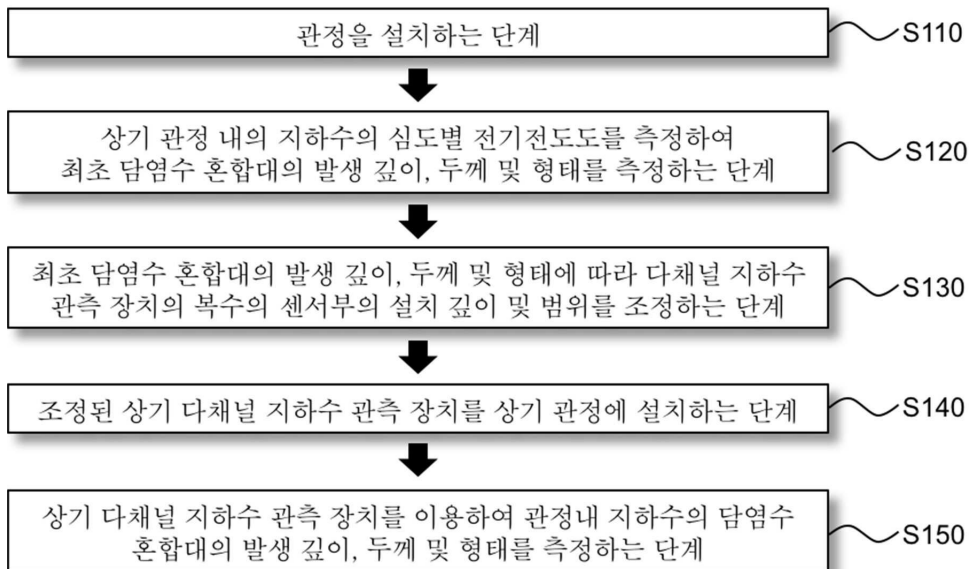 관정을 설치하는 단계
S110
상기 관정 내의 지하수의 심도별 전기전도도를 측정하여
최초 담염수 혼합대의 발생 깊이, 두께 및 형태를 측정하는 단계
S120
최초 담염수 혼합대의 발생 깊이, 두께 및 형태에 따라 다채널 지하수
관측 장치의 복수의 센서부의 설치 깊이 및 범위를 조정하는 단계
S130
조정된 상기 다채널 지하수 관측 장치를 상기 관정에 설치하는 단계
S140
상기 다채널 지하수 관측 장치를 이용하여 관정내 지하수의 담염수
혼합대의 발생 깊이, 두께 및 형태를 측정하는 단계
S150